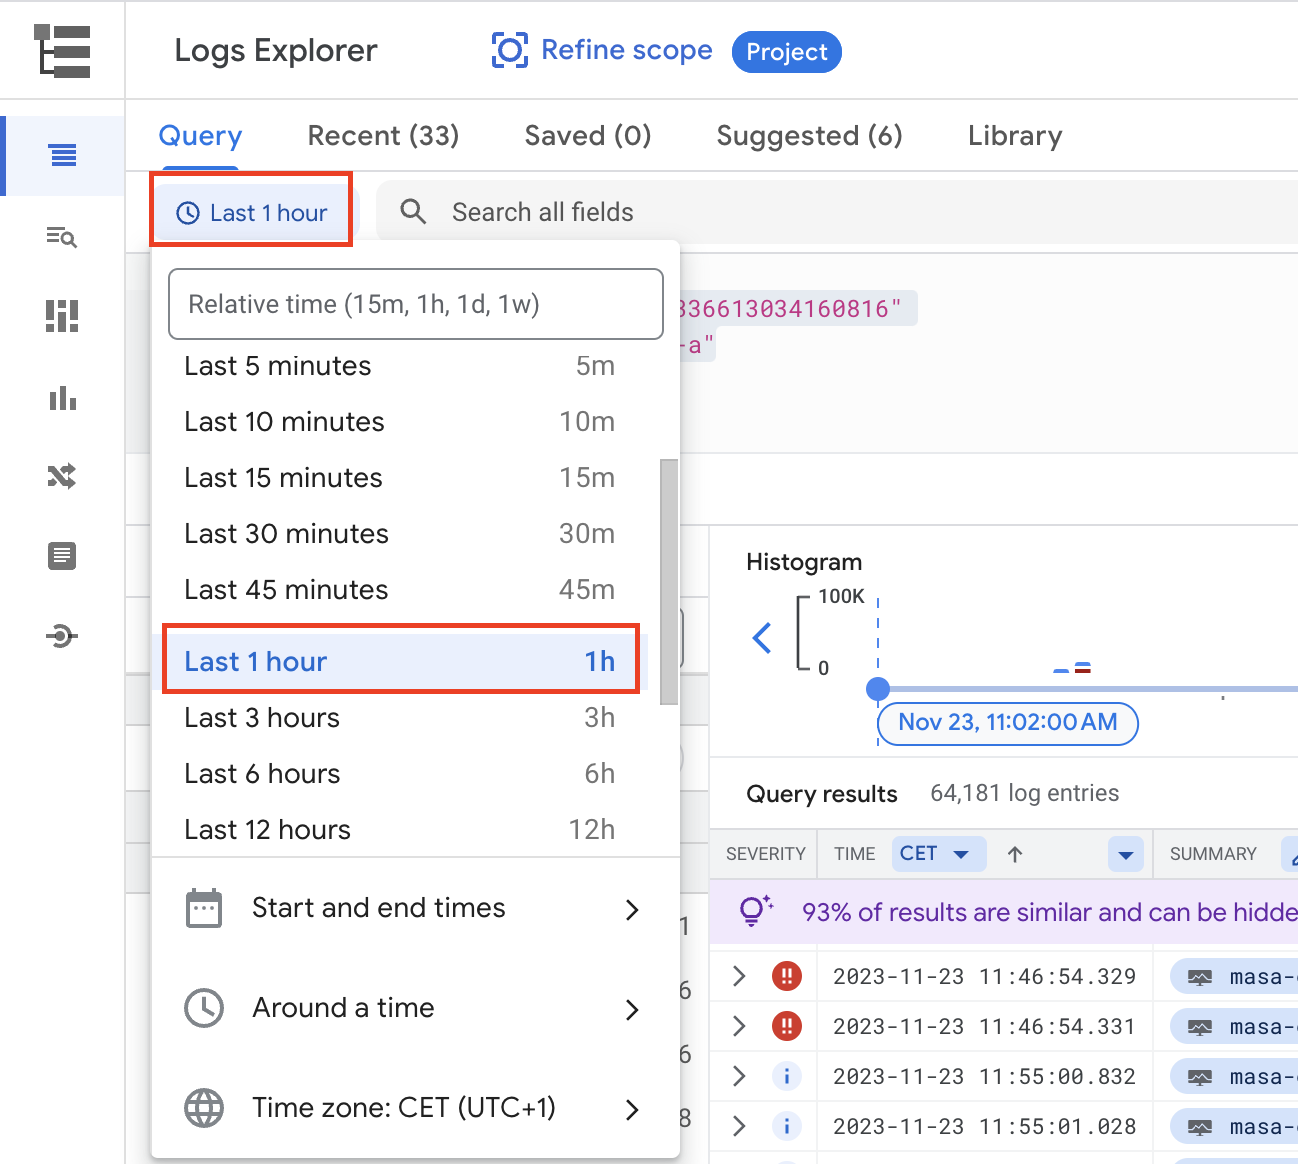 Logs Explorer
Refine scope
Project
Query
Recent (33)
Saved (0)
Suggested (6)
Library
Last 1 hour
Search all fields
Relative time (15m, 1h, 1d, 1w)
336613034160816"
-a"
Last 5 minutes 5m
Last 10 minutes 10m
Last 15 minutes 15m
Last 30 minutes 30m
Last 45 minutes 45m
Last 1 hour 1h
Last 3 hours 3h
Last 6 hours 6h
Last 12 hours 12h
Start and end times
Around a time
Time zone: CET (UTC+1)
1
6
6
8
Histogram
100K
0
Nov 23, 11:02:00 AM
Query results 64,181 log entries
SEVERITY TIME CET SUMMARY
93% of results are similar and can be hidde
2023-11-23 11:46:54.329 masa-
2023-11-23 11:46:54.331 masa-
2023-11-23 11:55:00.832 masa-
2023-11-23 11:55:01.028 masa-